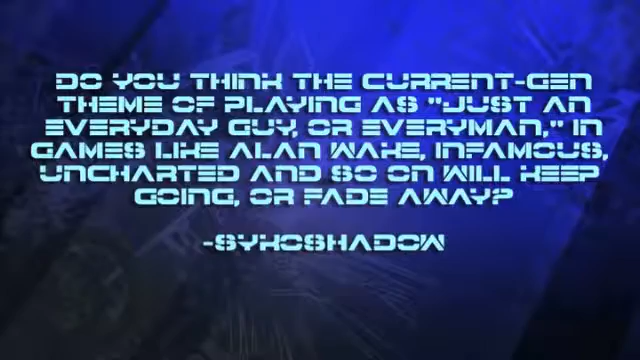 DO YOU THINK THE CURRENT-GEN
THEME OF PLAYING AS "JUST AN
EVERYDAY GUY, OR EVERYMAN," IN
GAMES LIKE ALAN WAKE, INFAMOUS,
UNCHARTED AND SO ON WILL KEEP
GOING, OR FADE AWAY?
-SYKOSHADOW